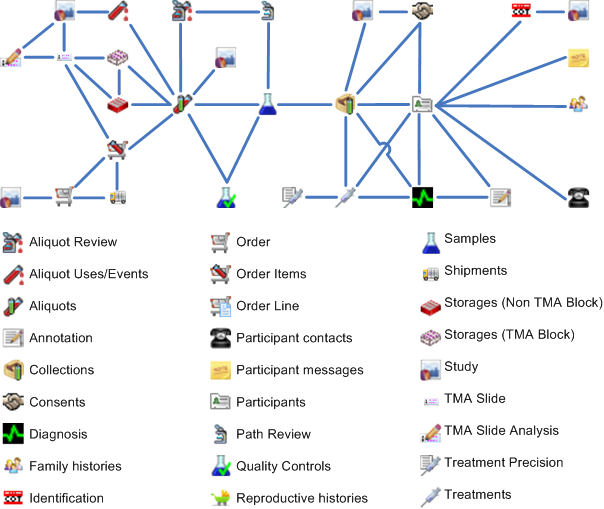 Aliquot Review
Aliquot Uses/Events
Aliquots
Annotation
Collections
Consents
Diagnosis
Family histories
Identification
Order
Order Items
Order Line
Participant contacts
Participant messages
Participants
Path Review
Quality Controls
Reproductive histories
Samples
Shipments
Storages (Non TMA Block)
Storages (TMA Block)
Study
TMA Slide
TMA Slide Analysis
Treatment Precision
Treatments